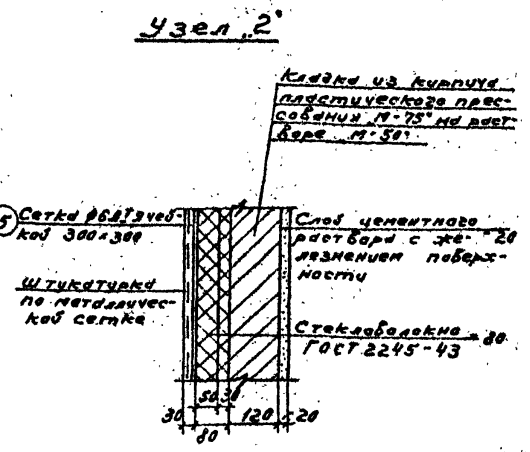 Узел „2"
Кладка из кирпича
пластического прес-
сования „М-75" на раст-
воре „М-50"
5 Сетка ф6АI ячей-
кой 300×300
Штукатурка
по металличес-
кой сетке
Слой цементного
раствора с же- -20
лезнением поверх-
ности
Стекловолокно -80
ГОСТ 2245-43
50 30
30 120 20
80